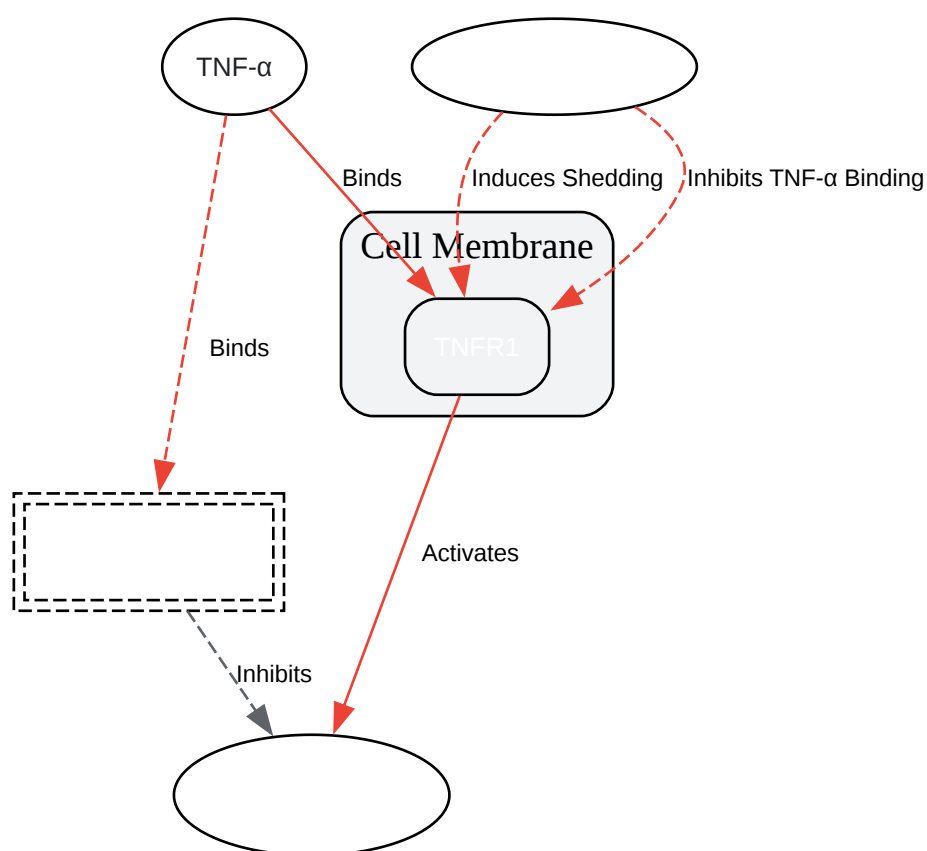 TNF-α
Binds
Induces Shedding
Inhibits TNF-α Binding
Cell Membrane
TNFR1
Binds
Activates
Inhibits